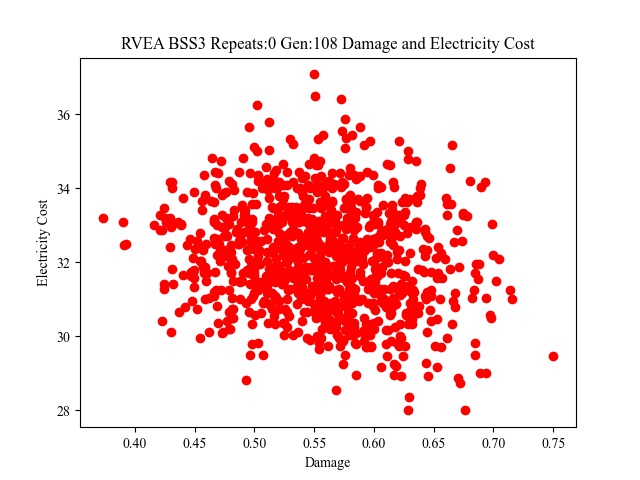 RVEA BSS3 Repeats:0 Gen:108 Damage and Electricity Cost
36
34
32
30
28
Electricity Cost
0.40 0.45 0.50 0.55 0.60 0.65 0.70 0.75
Damage